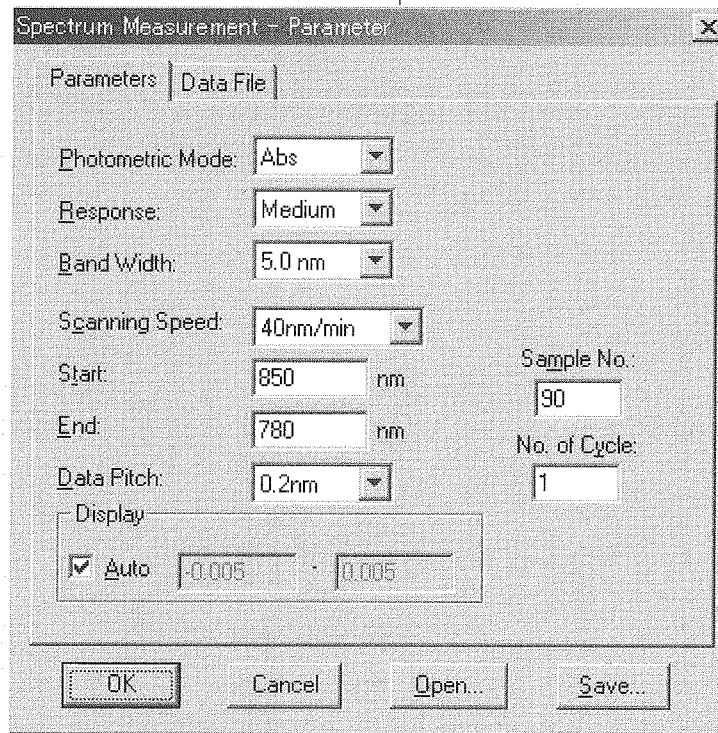 Spectrum Measurement - Parameter
Parameters
Data File
Photometric Mode: Abs
Response: Medium
Band Width: 5.0 nm
Scanning Speed: 40nm/min
Start: 850 nm
Sample No.:
90
End: 780 nm
No. of Cycle:
1
Data Pitch: 0.2nm
Display
Auto -0.005 - 0.005
OK Cancel Open... Save...